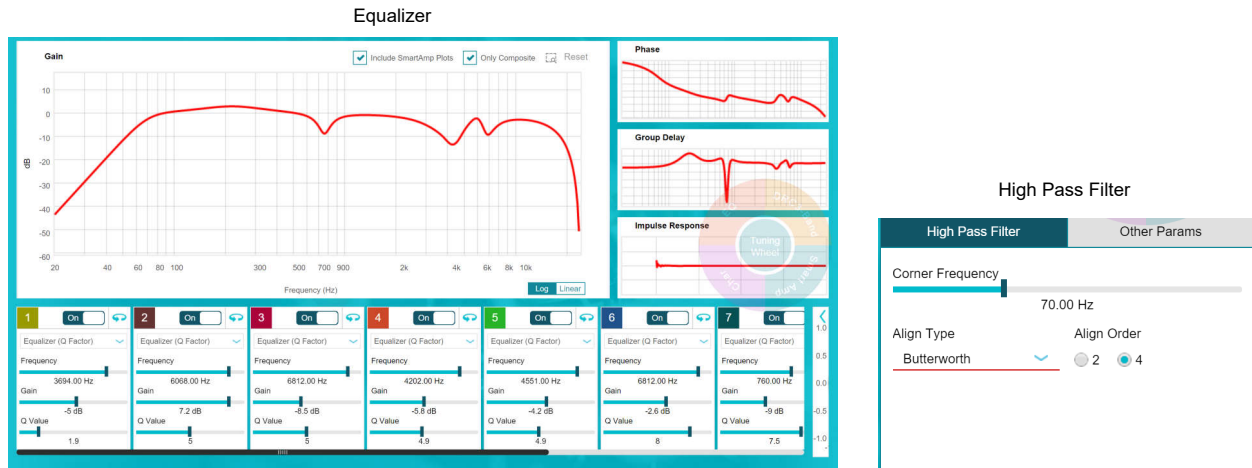 Equalizer
Gain
Include SmartAmp Plots
Only Composite
Reset
dB
10
0
-10
-20
-30
-40
-50
-60
20 40 60 80 100 300 500 700 900 2k 4k 6k 8k 10k
Frequency (Hz)
Log Linear
Phase
Group Delay
Impulse Response
Tuning
Wheel
Smart Amp
1 On
Equalizer (Q Factor)
Frequency
3694.00 Hz
Gain
-5 dB
Q Value
1.9
2 On
Equalizer (Q Factor)
Frequency
6068.00 Hz
Gain
7.2 dB
Q Value
5
3 On
Equalizer (Q Factor)
Frequency
6812.00 Hz
Gain
-8.5 dB
Q Value
5
4 On
Equalizer (Q Factor)
Frequency
4202.00 Hz
Gain
-5.8 dB
Q Value
4.9
5 On
Equalizer (Q Factor)
Frequency
4551.00 Hz
Gain
-4.2 dB
Q Value
4.9
6 On
Equalizer (Q Factor)
Frequency
6812.00 Hz
Gain
-2.6 dB
Q Value
8
7 On
Equalizer (Q Factor)
Frequency
760.00 Hz
Gain
-9 dB
Q Value
7.5
1.0
0.5
0.0
-0.5
-1.0
High Pass Filter
High Pass Filter
Other Params
Corner Frequency
70.00 Hz
Align Type Align Order
Butterworth 2 4